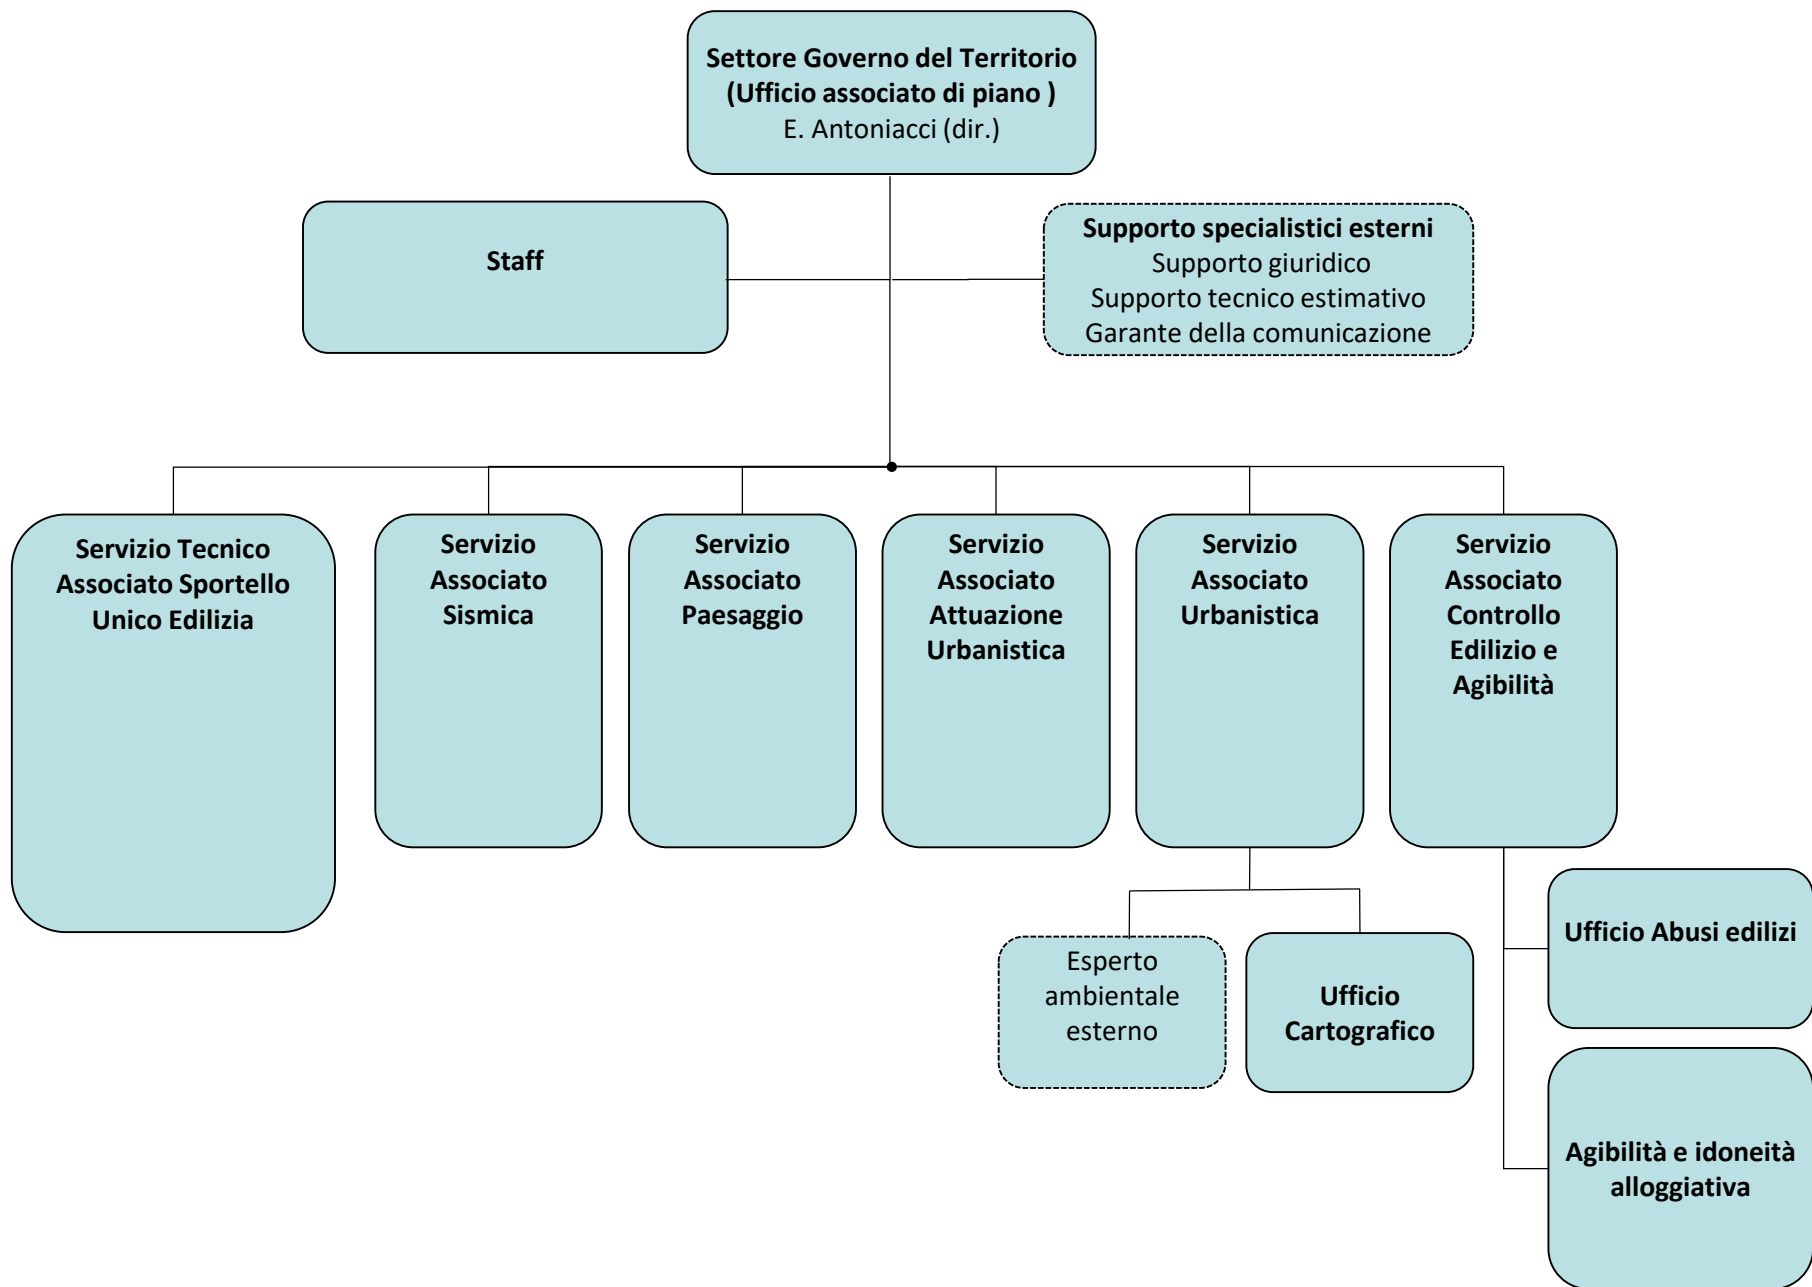 Settore Governo del Territorio
(Ufficio associato di piano )
E. Antoniacci (dir.)
Staff
Supporto specialistici esterni
Supporto giuridico
Supporto tecnico estimativo
Garante della comunicazione
Servizio Tecnico
Associato Sportello
Unico Edilizia
Servizio
Associato
Sismica
Servizio
Associato
Paesaggio
Servizio
Associato
Attuazione
Urbanistica
Servizio
Associato
Urbanistica
Servizio
Associato
Controllo
Edilizio e
Agibilità
Esperto
ambientale
esterno
Ufficio
Cartografico
Ufficio Abusi edilizi
Agibilità e idoneità
alloggiativa